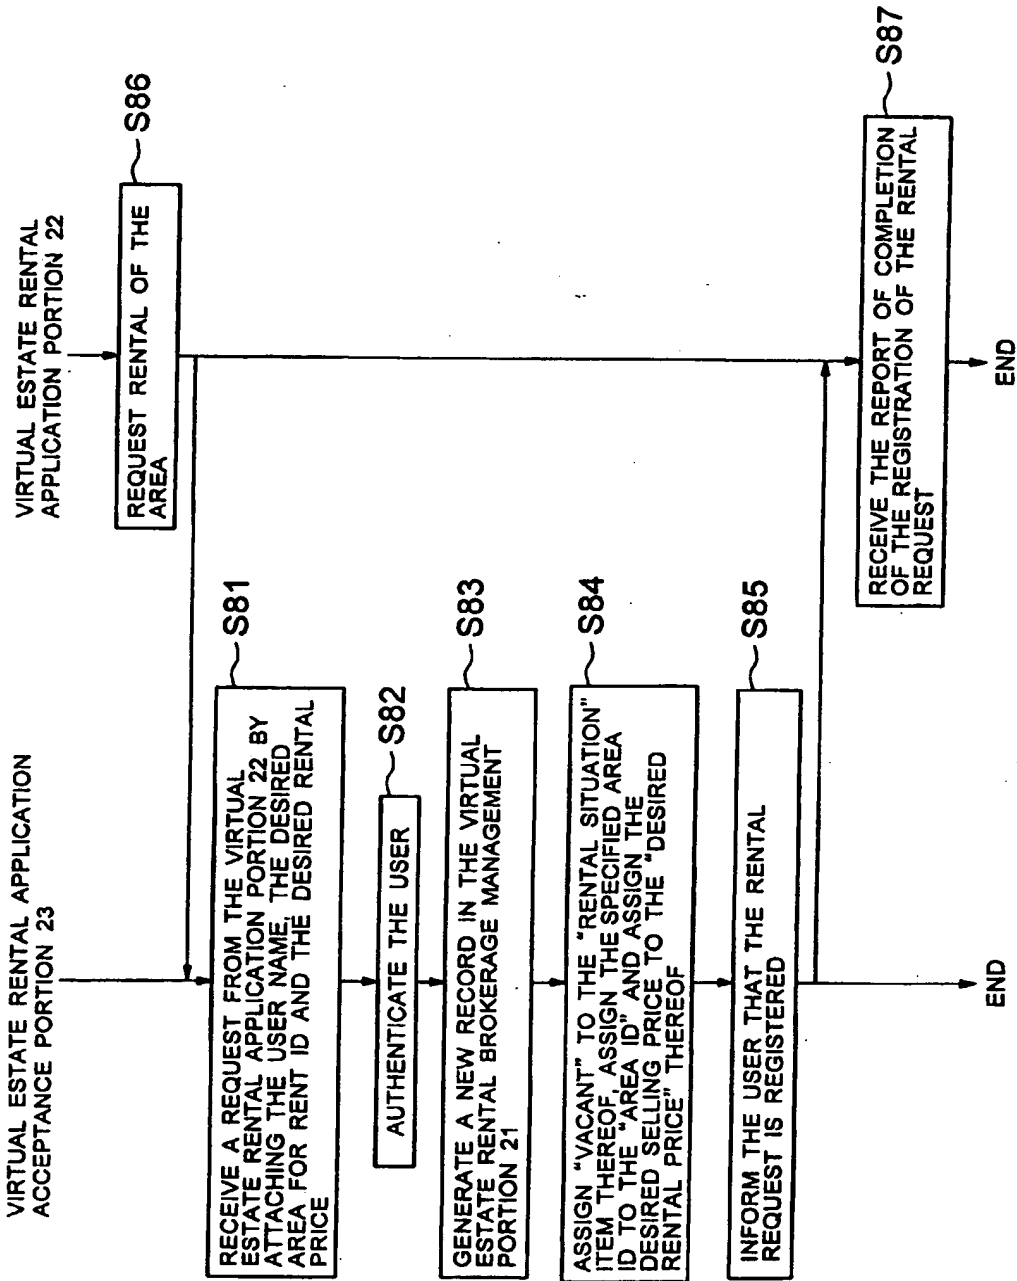 VIRTUAL ESTATE RENTAL APPLICATION
ACCEPTANCE PORTION 23
S81
RECEIVE A REQUEST FROM THE VIRTUAL
ESTATE RENTAL APPLICATION PORTION 22 BY
ATTACHING THE USER NAME, THE DESIRED
AREA FOR RENT ID AND THE DESIRED RENTAL
PRICE
S82
AUTHENTICATE THE USER
S83
GENERATE A NEW RECORD IN THE VIRTUAL
ESTATE RENTAL BROKERAGE MANAGEMENT
PORTION 21
S84
ASSIGN "VACANT" TO THE "RENTAL SITUATION"
ITEM THEREOF, ASSIGN THE SPECIFIED AREA
ID TO THE "AREA ID" AND ASSIGN THE
DESIRED SELLING PRICE TO THE "DESIRED
RENTAL PRICE" THEREOF
S85
INFORM THE USER THAT THE RENTAL
REQUEST IS REGISTERED
END
VIRTUAL ESTATE RENTAL
APPLICATION PORTION 22
S86
REQUEST RENTAL OF THE
AREA
S87
RECEIVE THE REPORT OF COMPLETION
OF THE REGISTRATION OF THE RENTAL
REQUEST
END